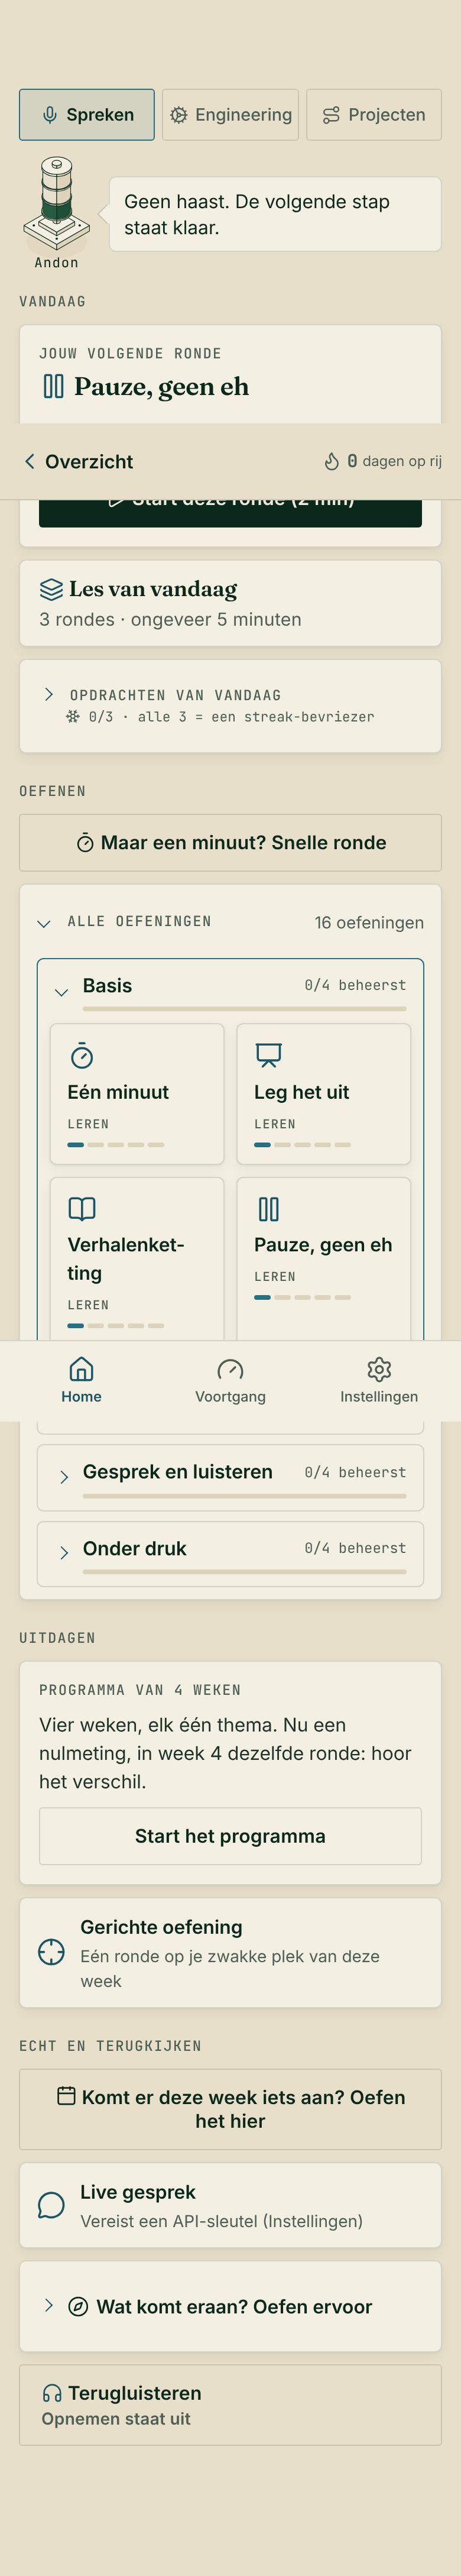 Spreken
Engineering
Projecten
Geen haast. De volgende stap
staat klaar.
Andon
VANDAAG
JOUW VOLGENDE RONDE
Pauze, geen eh
Overzicht
0 dagen op rij
Start deze ronde (2 min)
Les van vandaag
3 rondes · ongeveer 5 minuten
OPDRACHTEN VAN VANDAAG
0/3 · alle 3 = een streak-bevriezer
OEFENEN
Maar een minuut? Snelle ronde
ALLE OEFENINGEN
16 oefeningen
Basis
0/4 beheerst
Eén minuut
LEREN
Leg het uit
LEREN
Verhalenket-
ting
LEREN
Pauze, geen eh
LEREN
Home
Voortgang
Instellingen
Gesprek en luisteren
0/4 beheerst
Onder druk
0/4 beheerst
UITDAGEN
PROGRAMMA VAN 4 WEKEN
Vier weken, elk één thema. Nu een
nulmeting, in week 4 dezelfde ronde: hoor
het verschil.
Start het programma
Gerichte oefening
Eén ronde op je zwakke plek van deze
week
ECHT EN TERUGKIJKEN
Komt er deze week iets aan? Oefen
het hier
Live gesprek
Vereist een API-sleutel (Instellingen)
Wat komt eraan? Oefen ervoor
Terugluisteren
Opnemen staat uit